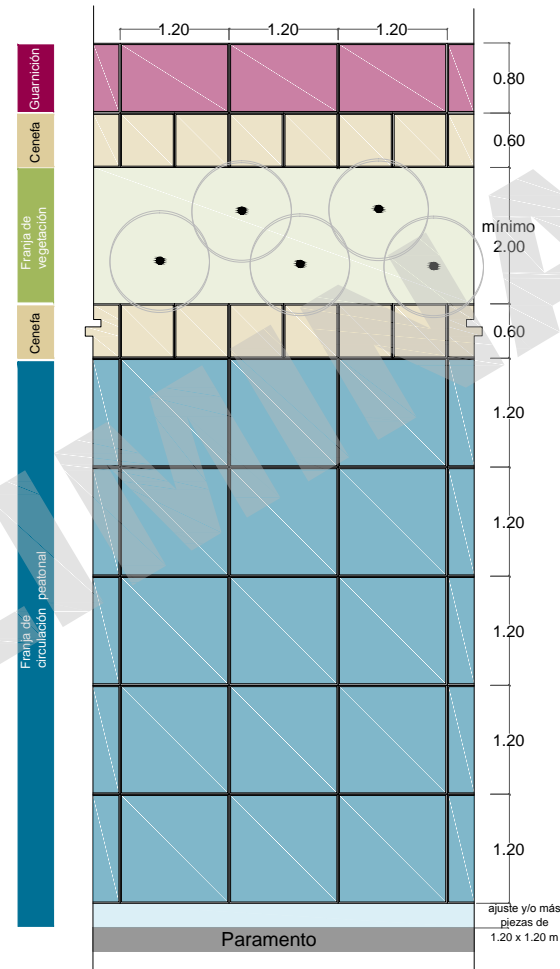 1.20 1.20 1.20
Guarnición
0.80
Cenefa
0.60
Franja de
vegetación
mínimo
2.00
Cenefa
0.60
1.20
1.20
1.20
1.20
1.20
Franja de
circulación peatonal
ajuste y/o más
piezas de
1.20 x 1.20 m
Paramento
LIMINA